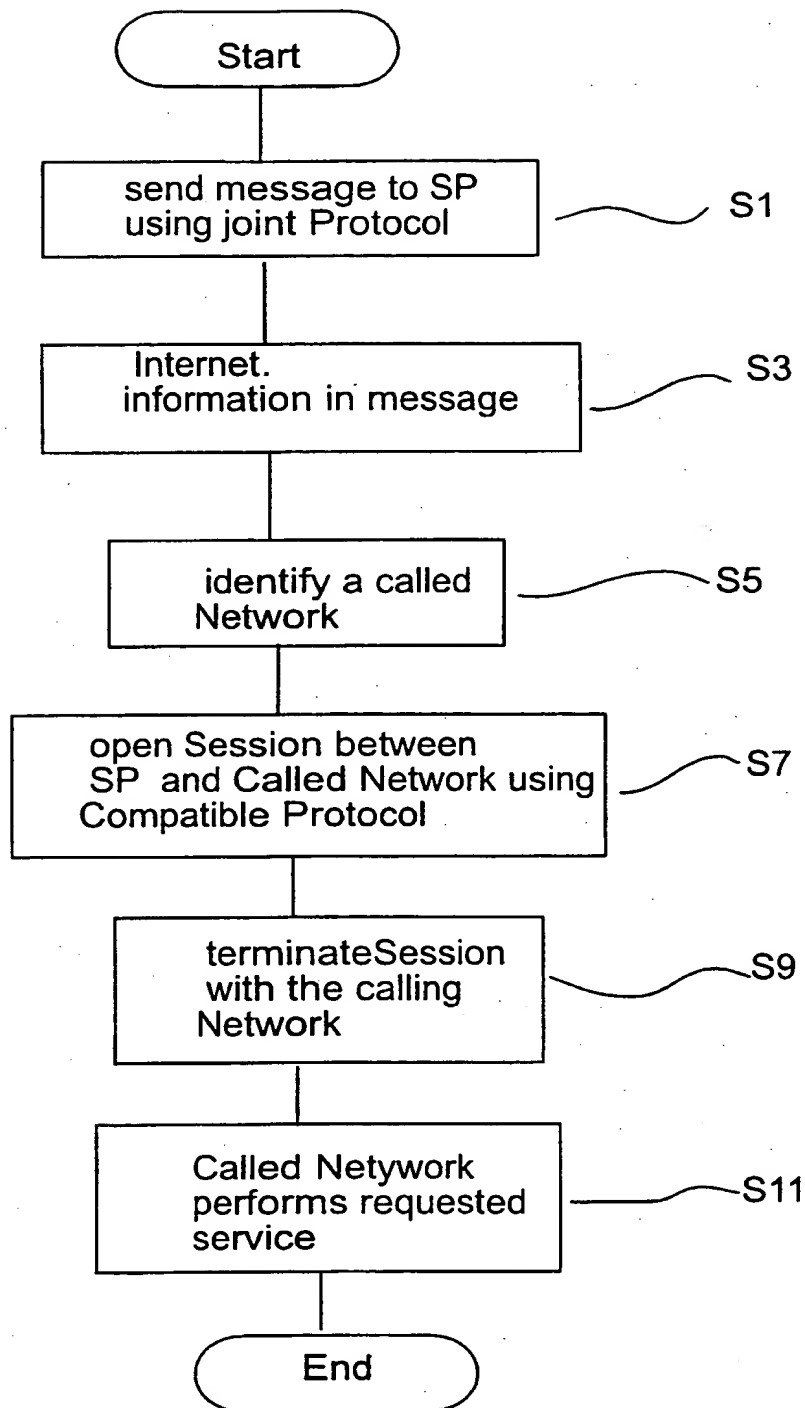 Start
send message to SP
using joint Protocol
S1
Internet.
information in message
S3
identify a called
Network
S5
open Session between
SP and Called Network using
Compatible Protocol
S7
terminateSession
with the calling
Network
S9
Called Netywork
performs requested
service
S11
End